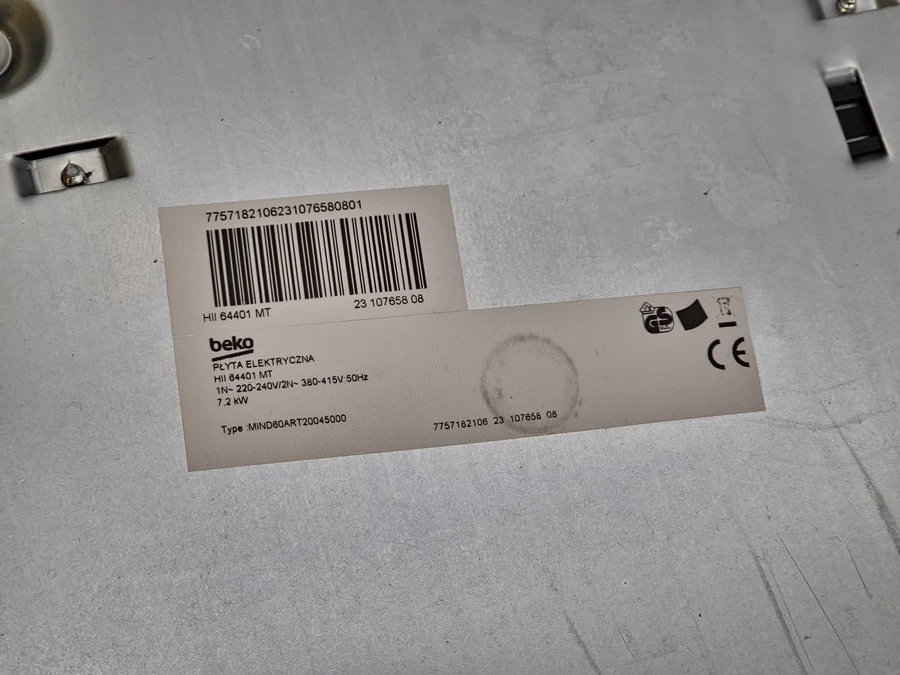 7757182106231076580801
HII 64401 MT 23 107658 08
beko
PŁYTA ELEKTRYCZNA
HII 64401 MT
1N~ 220-240V/2N~ 380-415V 50Hz
7,2 kW
Type :MIND60ART20045000
7757182106 23 107658 08
GS
CE